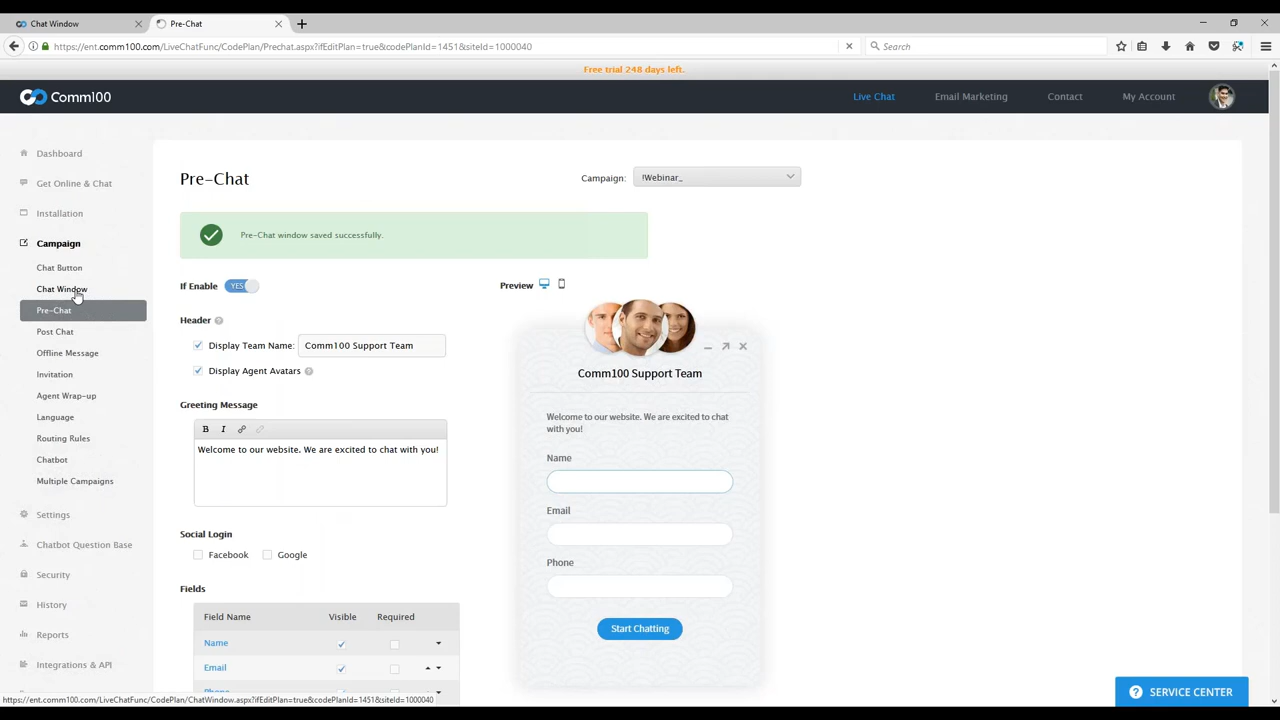 Chat Window
Pre-Chat
https://ent.comm100.com/LiveChatFunc/CodePlan/Prechat.aspx?ifEditPlan=true&codePlanId=1451&siteId=1000040
Search
Free trial 248 days left.
Comm100
Live Chat
Email Marketing
Contact
My Account
Dashboard
Get Online & Chat
Installation
Campaign
Chat Button
Chat Window
Pre-Chat
Post Chat
Offline Message
Invitation
Agent Wrap-up
Language
Routing Rules
Chatbot
Multiple Campaigns
Settings
Chatbot Question Base
Security
History
Reports
Integrations & API
Pre-Chat
Campaign:
!Webinar_
Pre-Chat window saved successfully.
If Enable
YES
Header
Display Team Name:
Comm100 Support Team
Display Agent Avatars
Greeting Message
B I
Welcome to our website. We are excited to chat with you!
Social Login
Facebook
Google
Fields
Field Name
Visible
Required
Name
Email
Phone
Preview
Comm100 Support Team
Welcome to our website. We are excited to chat
with you!
Name
Email
Phone
Start Chatting
SERVICE CENTER
https://ent.comm100.com/LiveChatFunc/CodePlan/ChatWindow.aspx?ifEditPlan=true&codePlanId=1451&siteId=1000040